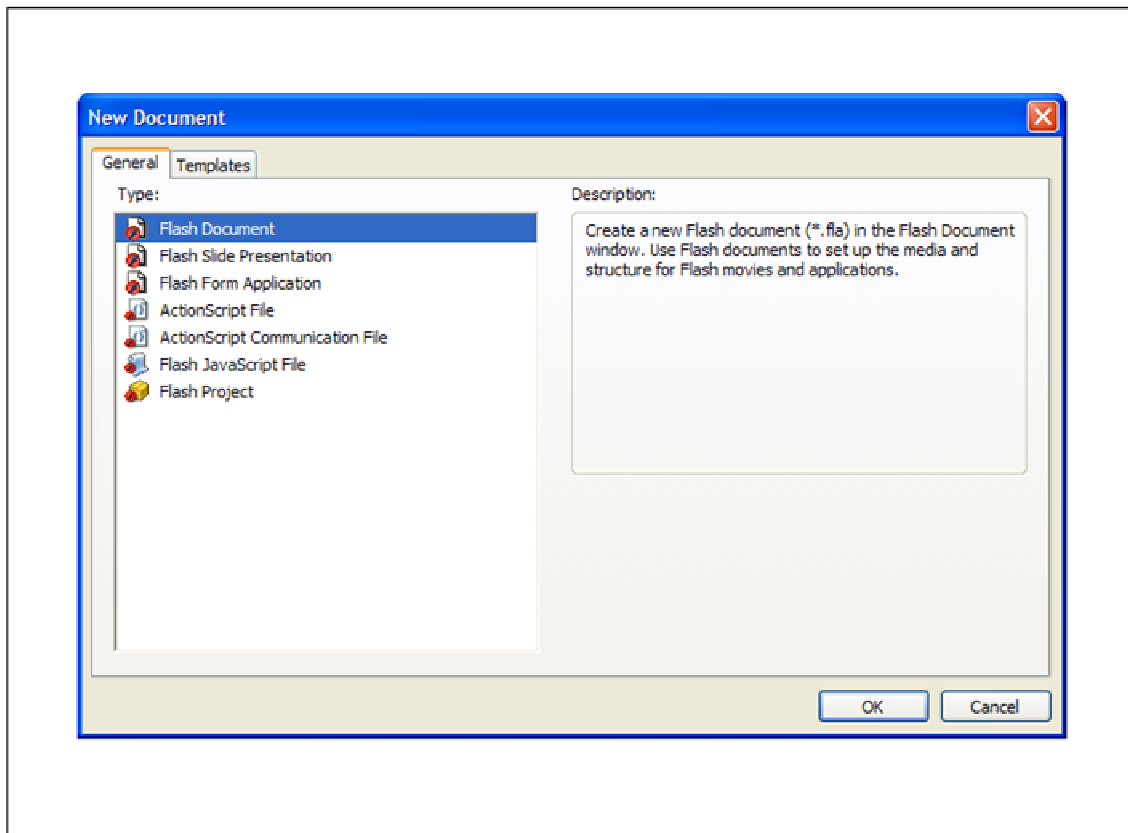 New Document
General
Templates
Type:
Flash Document
Flash Slide Presentation
Flash Form Application
ActionScript File
ActionScript Communication File
Flash JavaScript File
Flash Project
Description:
Create a new Flash document (*.fla) in the Flash Document
window. Use Flash documents to set up the media and
structure for Flash movies and applications.
OK
Cancel